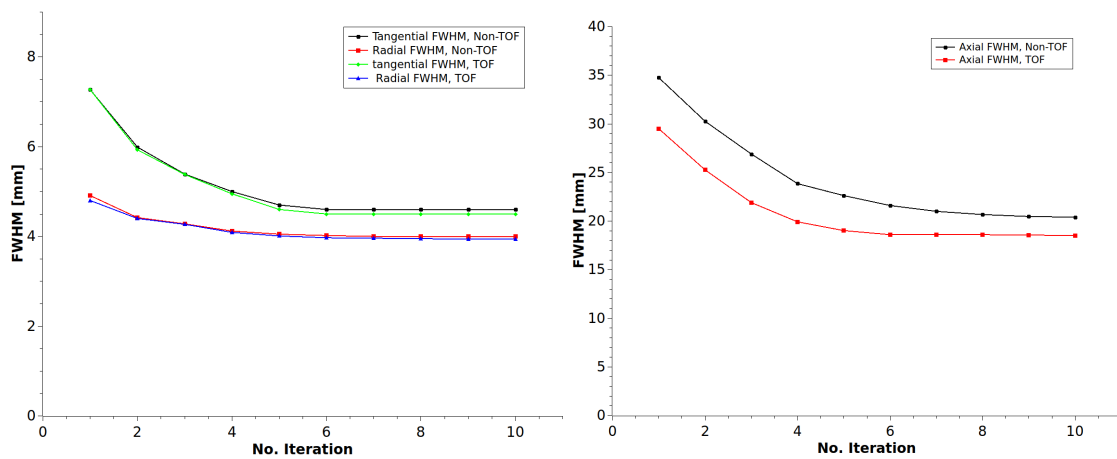 Tangential FWHM, Non-TOF
Radial FWHM, Non-TOF
tangential FWHM, TOF
Radial FWHM, TOF
8
6
4
2
0
FWHM [mm]
0 2 4 6 8 10
No. Iteration
Axial FWHM, Non-TOF
Axial FWHM, TOF
40
35
30
25
20
15
10
5
0
FWHM [mm]
0 2 4 6 8 10
No. Iteration